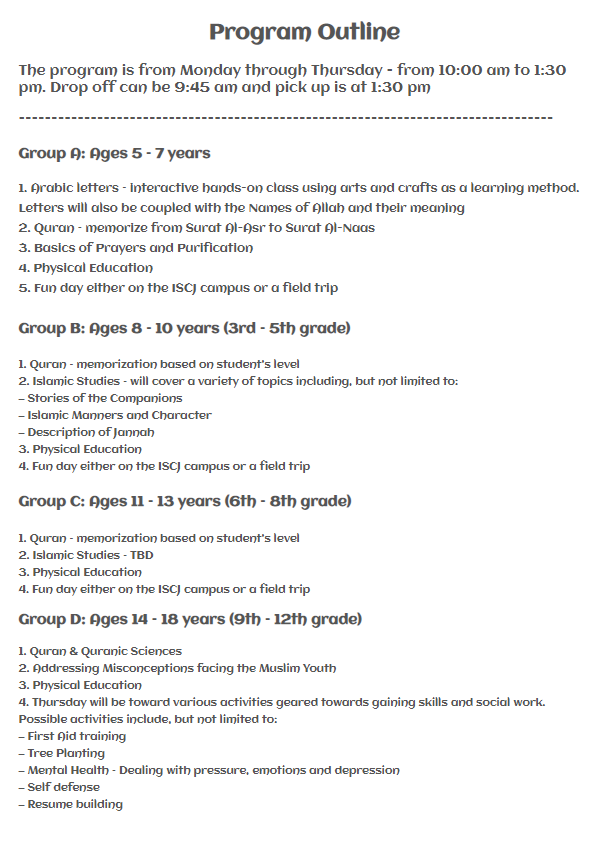 Program Outline
The program is from Monday through Thursday - from 10:00 am to 1:30
pm. Drop off can be 9:45 am and pick up is at 1:30 pm
--------------------------------------------------------------------------------
Group A: Ages 5 - 7 years
1. Arabic letters - Interactive hands-on class using arts and crafts as a learning method.
Letters will also be coupled with the Names of Allah and their meaning
2. Quran - memorize from Surat Al-Asr to Surat Al-Naas
3. Basics of Prayers and Purification
4. Physical Education
5. Fun day either on the ISCJ campus or a field trip
Group B: Ages 8 - 10 years (3rd - 5th grade)
1. Quran - memorization based on student's level
2. Islamic Studies - will cover a variety of topics including, but not limited to:
– Stories of the Companions
– Islamic Manners and Character
– Description of Jannah
3. Physical Education
4. Fun day either on the ISCJ campus or a field trip
Group C: Ages 11 - 13 years (6th - 8th grade)
1. Quran - memorization based on student's level
2. Islamic Studies - TBD
3. Physical Education
4. Fun day either on the ISCJ campus or a field trip
Group D: Ages 14 - 18 years (9th - 12th grade)
1. Quran & Quranic Sciences
2. Addressing Misconceptions facing the Muslim Youth
3. Physical Education
4. Thursday will be toward various activities geared towards gaining skills and social work.
Possible activities include, but not limited to:
– First Aid training
– Tree Planting
– Mental Health - Dealing with pressure, emotions and depression
– Self defense
– Resume building